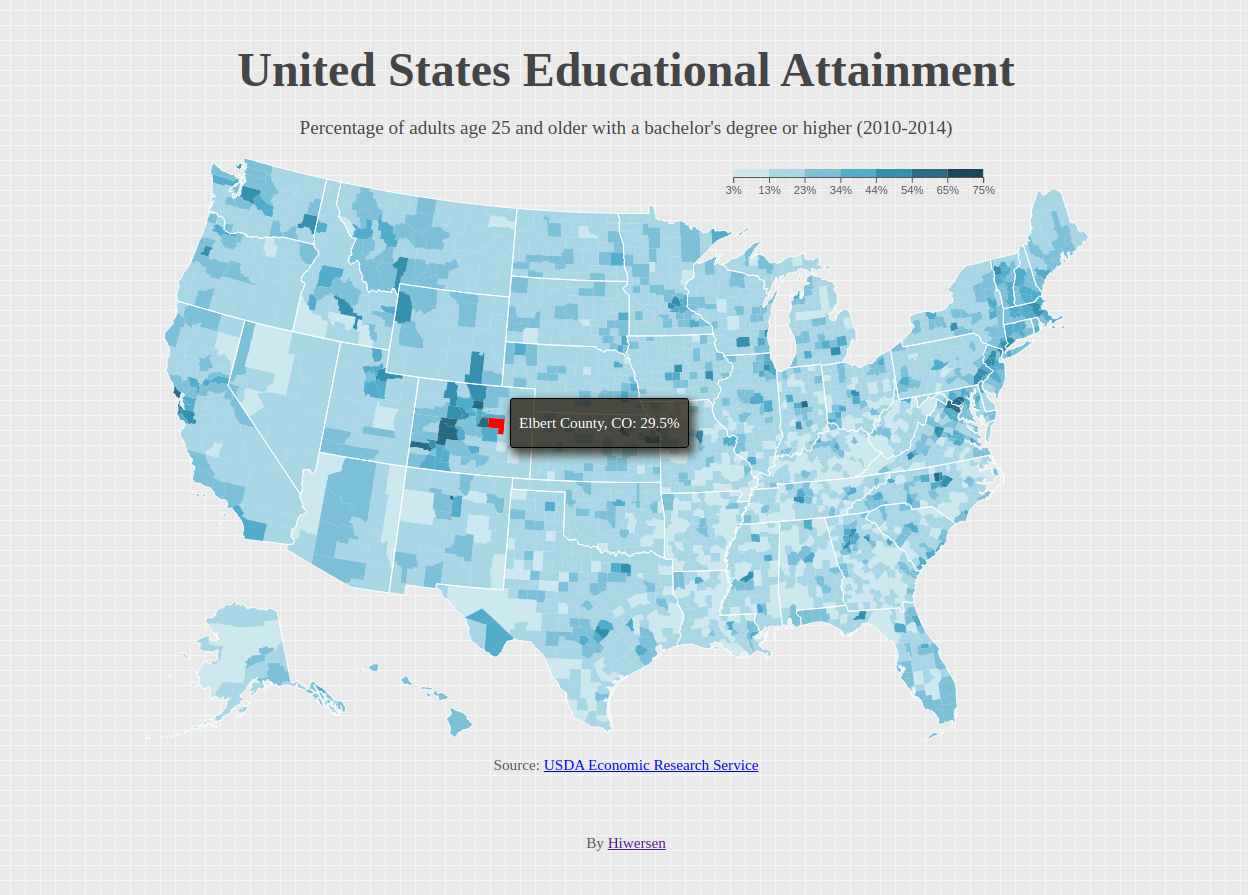 United States Educational Attainment
Percentage of adults age 25 and older with a bachelor's degree or higher (2010-2014)
3% 13% 23% 34% 44% 54% 65% 75%
Elbert County, CO: 29.5%
Source: USDA Economic Research Service
By Hiwersen